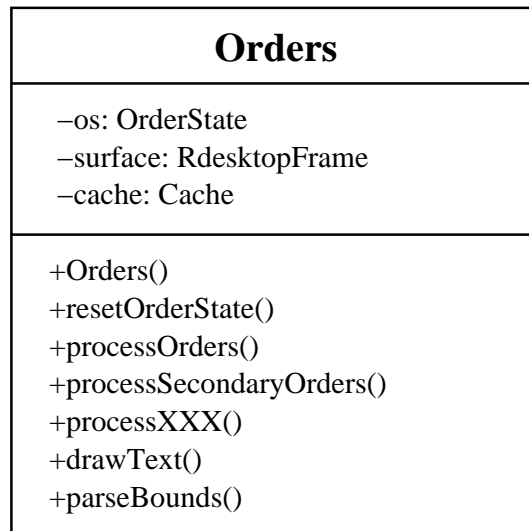 Orders
–os: OrderState
–surface: RdesktopFrame
–cache: Cache
+Orders()
+resetOrderState()
+processOrders()
+processSecondaryOrders()
+processXXX()
+drawText()
+parseBounds()